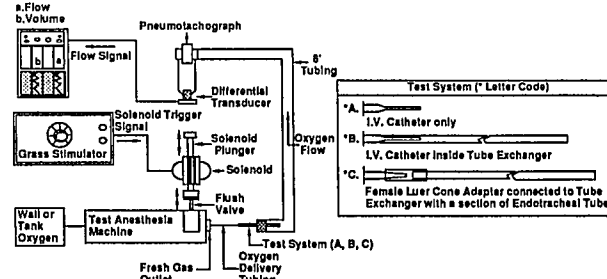 a.Flow
b.Volume
Pneumotachograph
Flow Signal
b
a
8'
Tubing
Differential
Transducer
Solenoid Trigger
Signal
Grass Stimulator
Solenoid
Plunger
Solenoid
Oxygen
Flow
Flush
Valve
Wall or
Tank
Oxygen
Test Anesthesia
Machine
Test System (A, B, C)
Fresh Gas
Outlet
Oxygen
Delivery
Tubing
Test System (* Letter Code)
*A.
I.V. Catheter only
*B.
I.V. Catheter Inside Tube Exchanger
*C.
Female Luer Cone Adapter connected to Tube
Exchanger with a section of Endotracheal Tube